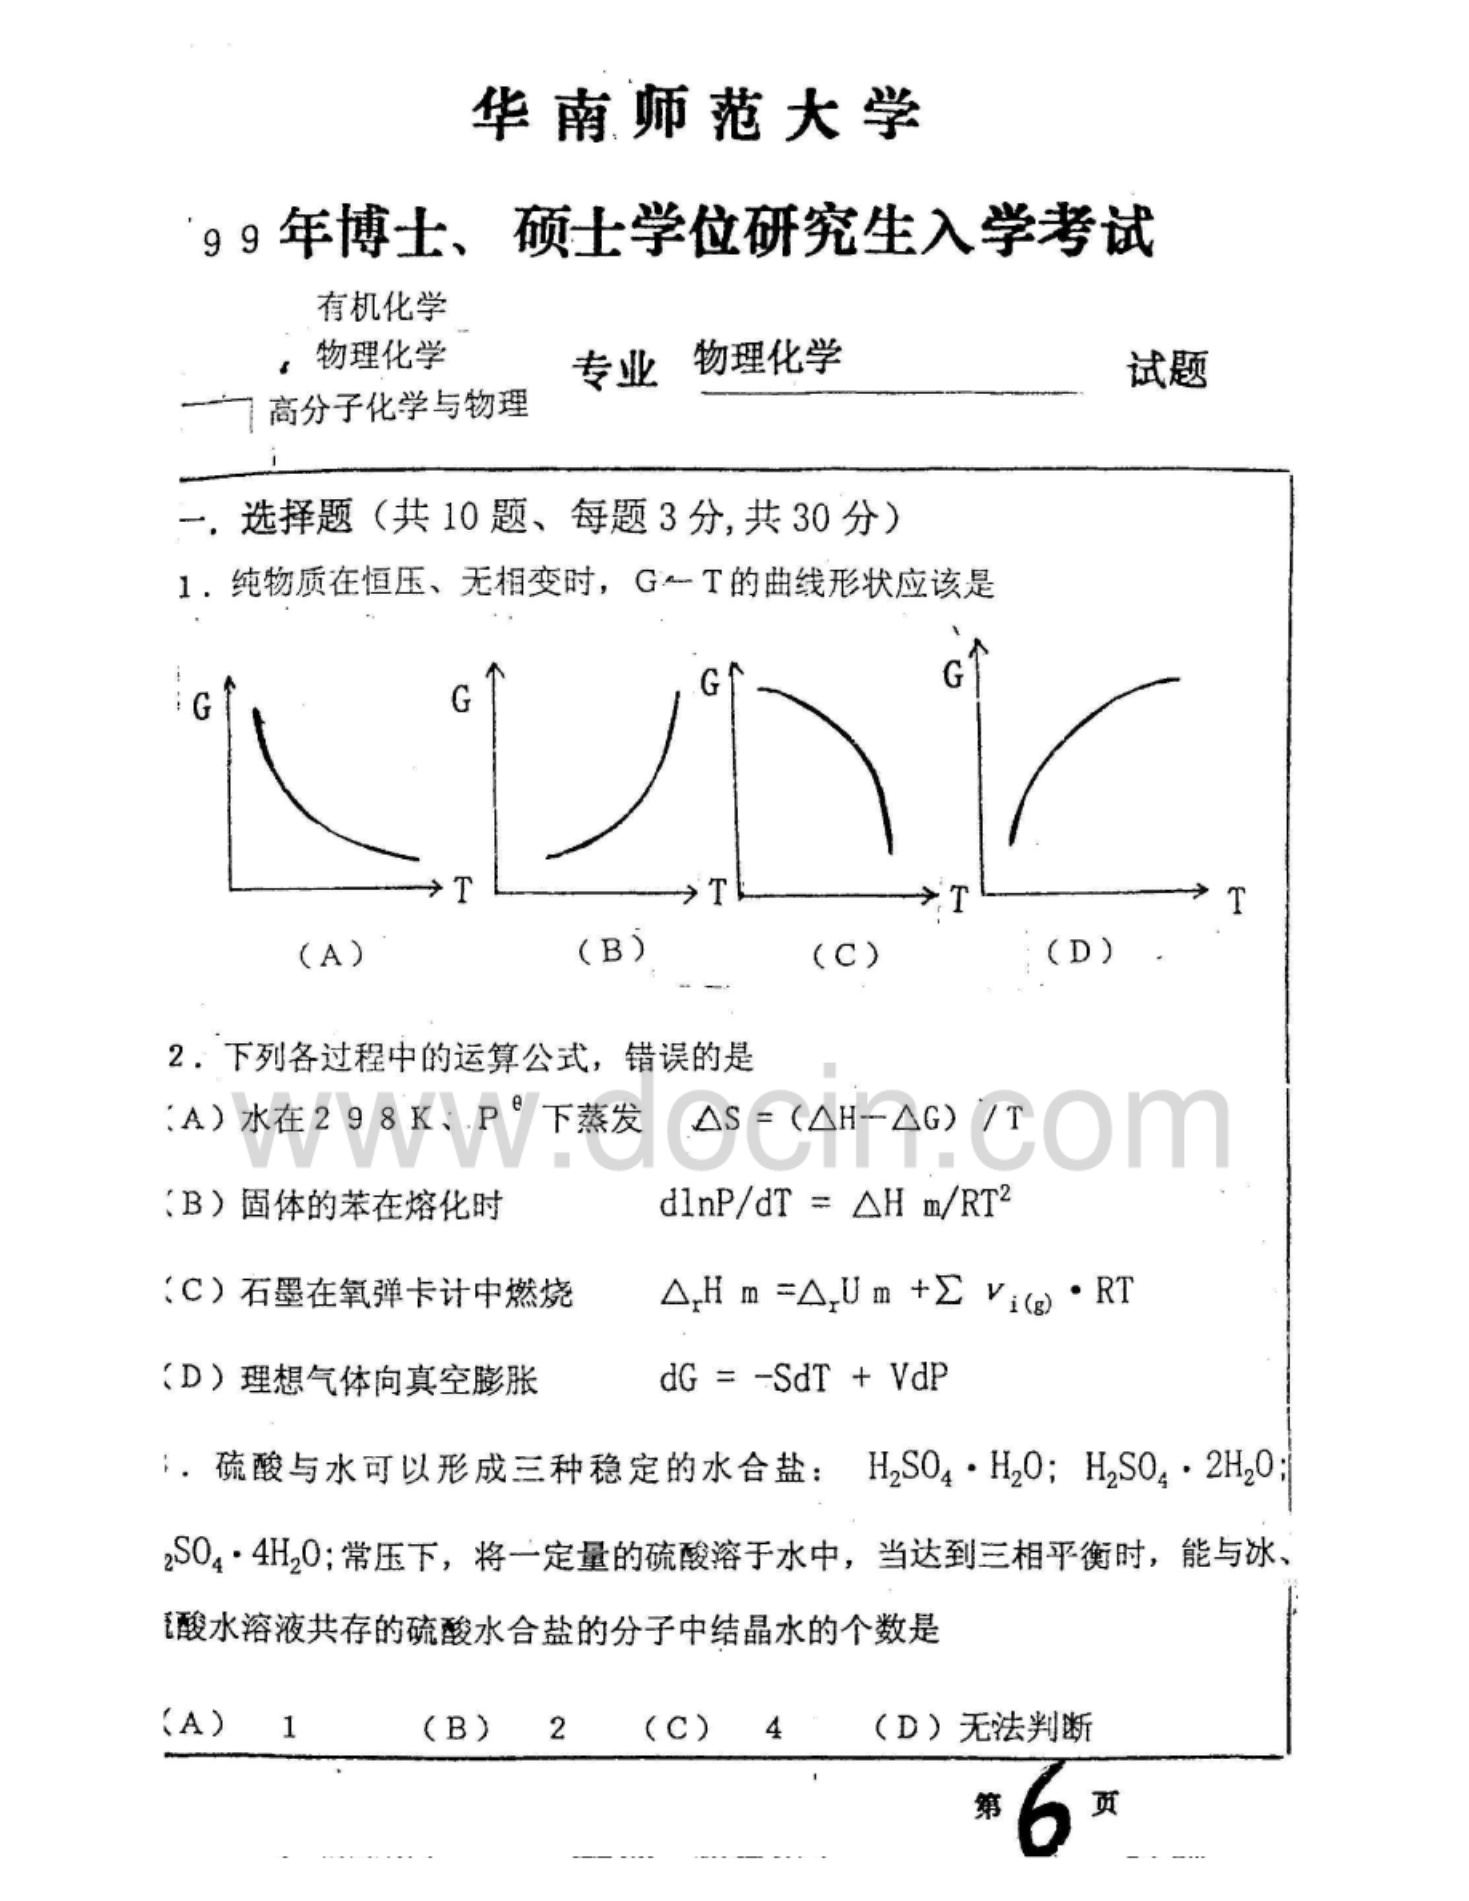 华南师范大学
99年博士、硕士学位研究生入学考试
有机化学
物理化学
高分子化学与物理
专业 物理化学 试题
一. 选择题（共10题、每题3分,共30分）
1. 纯物质在恒压、无相变时，G—T的曲线形状应该是
G G G G
T T T T
（A） （B） （C） （D）
2. 下列各过程中的运算公式，错误的是
（A）水在298K、P^θ下蒸发 △S =（△H—△G）/T
（B）固体的苯在熔化时 dlnP/dT = △H m/RT²
（C）石墨在氧弹卡计中燃烧 △rH m =△rU m +∑ νi(g)·RT
（D）理想气体向真空膨胀 dG = -SdT + VdP
. 硫酸与水可以形成三种稳定的水合盐： H₂SO₄·H₂O; H₂SO₄·2H₂O;
₂SO₄·4H₂O;常压下，将一定量的硫酸溶于水中，当达到三相平衡时，能与冰、
酸水溶液共存的硫酸水合盐的分子中结晶水的个数是
（A） 1 （B） 2 （C） 4 （D）无法判断
第6页
www.docin.com